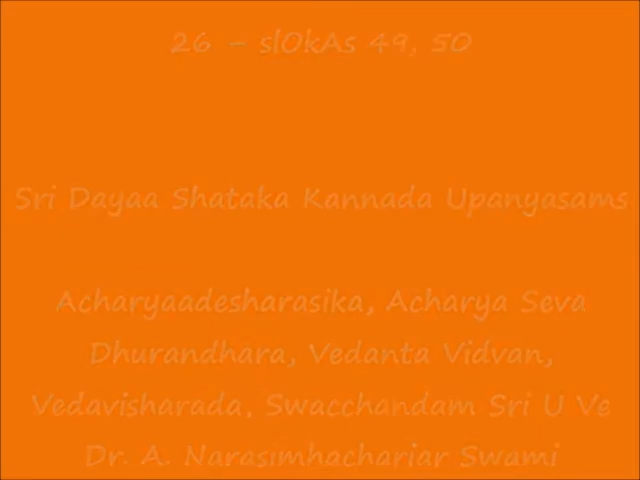 26 - slOkAs 49, 50
Sri Dayaa Shataka Kannada Upanyasams
Acharyaadesharasika, Acharya Seva
Dhurandhara, Vedanta Vidvan,
Vedavisharada, Swacchandam Sri U Ve
Dr. A. Narasimhachariar Swami